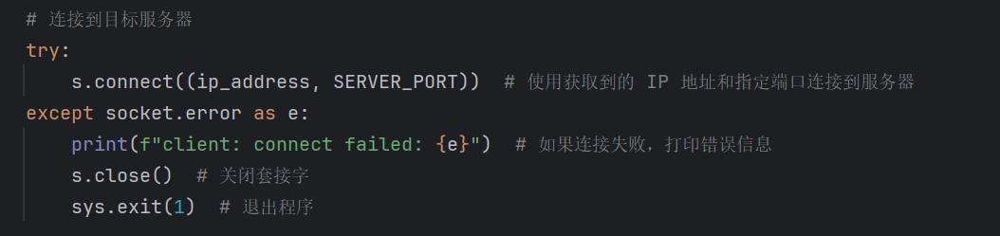 # 连接到目标服务器
try:
    s.connect((ip_address, SERVER_PORT))  # 使用获取到的 IP 地址和指定端口连接到服务器
except socket.error as e:
    print(f"client: connect failed: {e}")  # 如果连接失败，打印错误信息
    s.close()  # 关闭套接字
    sys.exit(1)  # 退出程序